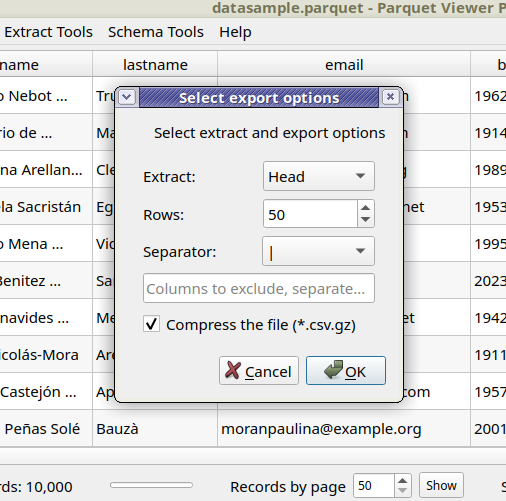 datasample.parquet - Parquet Viewer P
Extract Tools Schema Tools Help
name lastname email b
Select export options
Select extract and export options
Extract: Head
Rows: 50
Separator: |
Columns to exclude, separate...
Compress the file (*.csv.gz)
Cancel OK
o Nebot ... Tru m 1962
rio de ... Ma m 1914
na Arellan... Cle g 1989
ela Sacristán Eg net 1953
o Mena ... Vic 1995
Benitez ... Sa 2023
navides ... Me et 1942
icolás-Mora Are 1911
Castejón ... Ap com 1957
Peñas Solé Bauzà moranpaulina@example.org 2001
rds: 10,000 Records by page 50 Show S